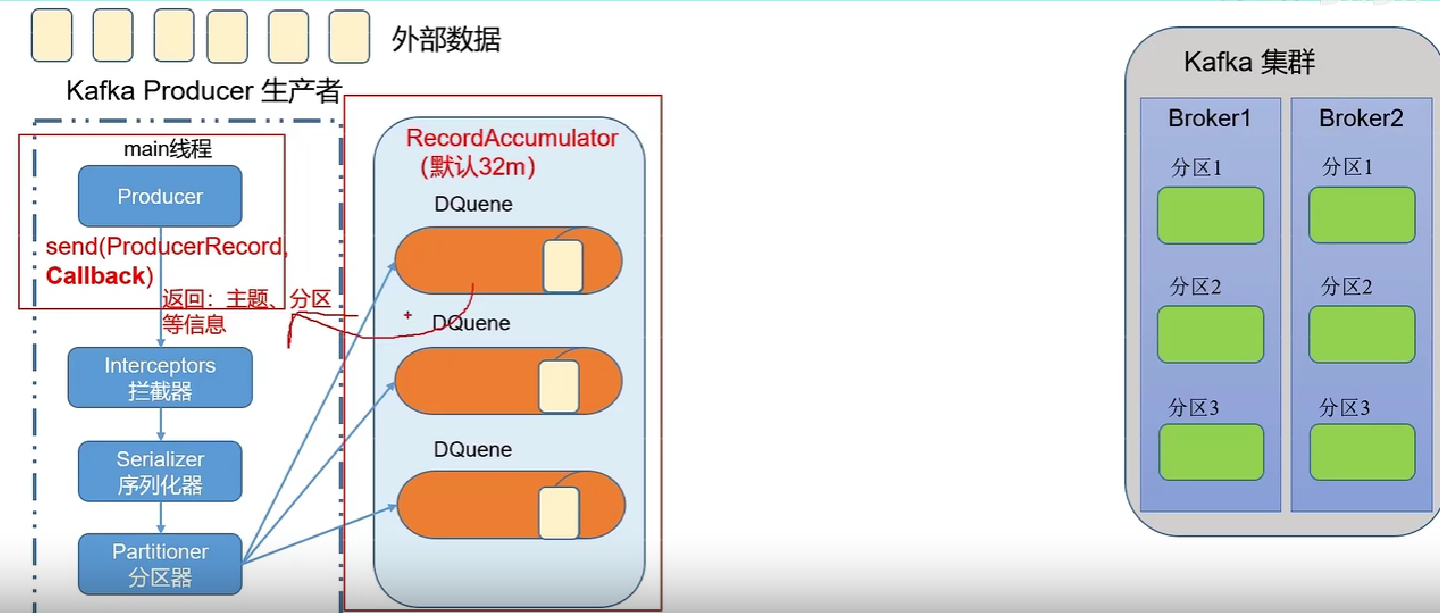 外部数据
Kafka Producer 生产者
main线程
Producer
send(ProducerRecord,
Callback)
返回：主题、分区
等信息
Interceptors
拦截器
Serializer
序列化器
Partitioner
分区器
RecordAccumulator
(默认32m)
DQuene
DQuene
DQuene
Kafka 集群
Broker1
分区1
分区2
分区3
Broker2
分区1
分区2
分区3